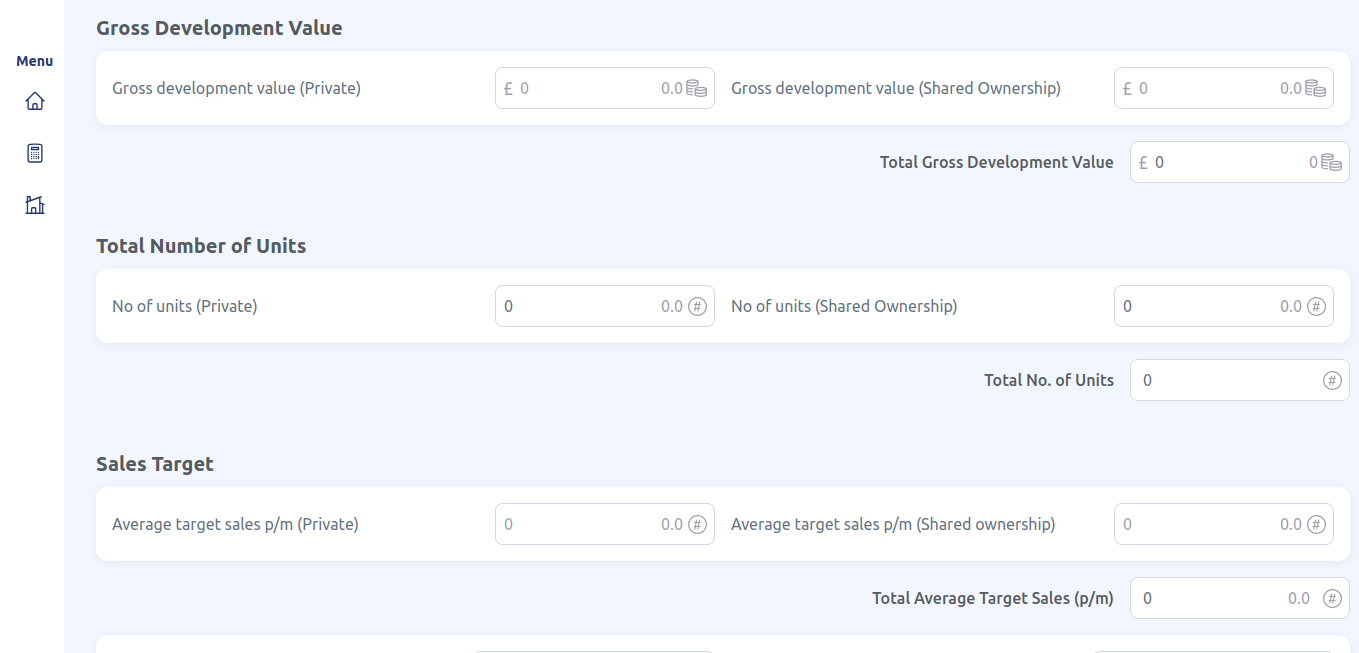 Gross Development Value
Menu
Gross development value (Private) £ 0 0.0 Gross development value (Shared Ownership) £ 0 0.0
Total Gross Development Value £ 0 0
Total Number of Units
No of units (Private) 0 0.0 # No of units (Shared Ownership) 0 0.0 #
Total No. of Units 0 #
Sales Target
Average target sales p/m (Private) 0 0.0 # Average target sales p/m (Shared ownership) 0 0.0 #
Total Average Target Sales (p/m) 0 0.0 #